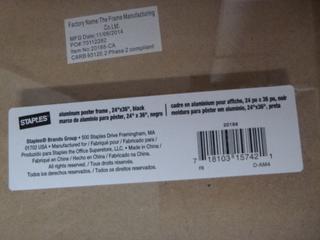 Factory Name:The Frame Manufacturing
Co.Ltd.
MFG Date:11/06/2014
PO#:70112282
Item No:20188-CA
CARB 93120.2 Phase 2 compliant
STAPLES
aluminum poster frame , 24"x36", black
marco de aluminio para póster, 24" x 36", negro
cadre en aluminium pour affiche, 24 po x 36 po, noir
moldura para pôster em alumínio, 24"x36", preta
Staples® Brands Group • 500 Staples Drive Framingham, MA
01702 USA • Manufactured for / Fabriqué pour / Fabricado para /
Produzido para Staples the Office Superstore, LLC. • Made in China /
Fabriqué en Chine / Hecho en China / Fabricado na China
All rights reserved / Tous droits réservés /
Todos los derechos reservados / Todos os direitos reservados.
20188
7 18103 15742 1
D-AM4